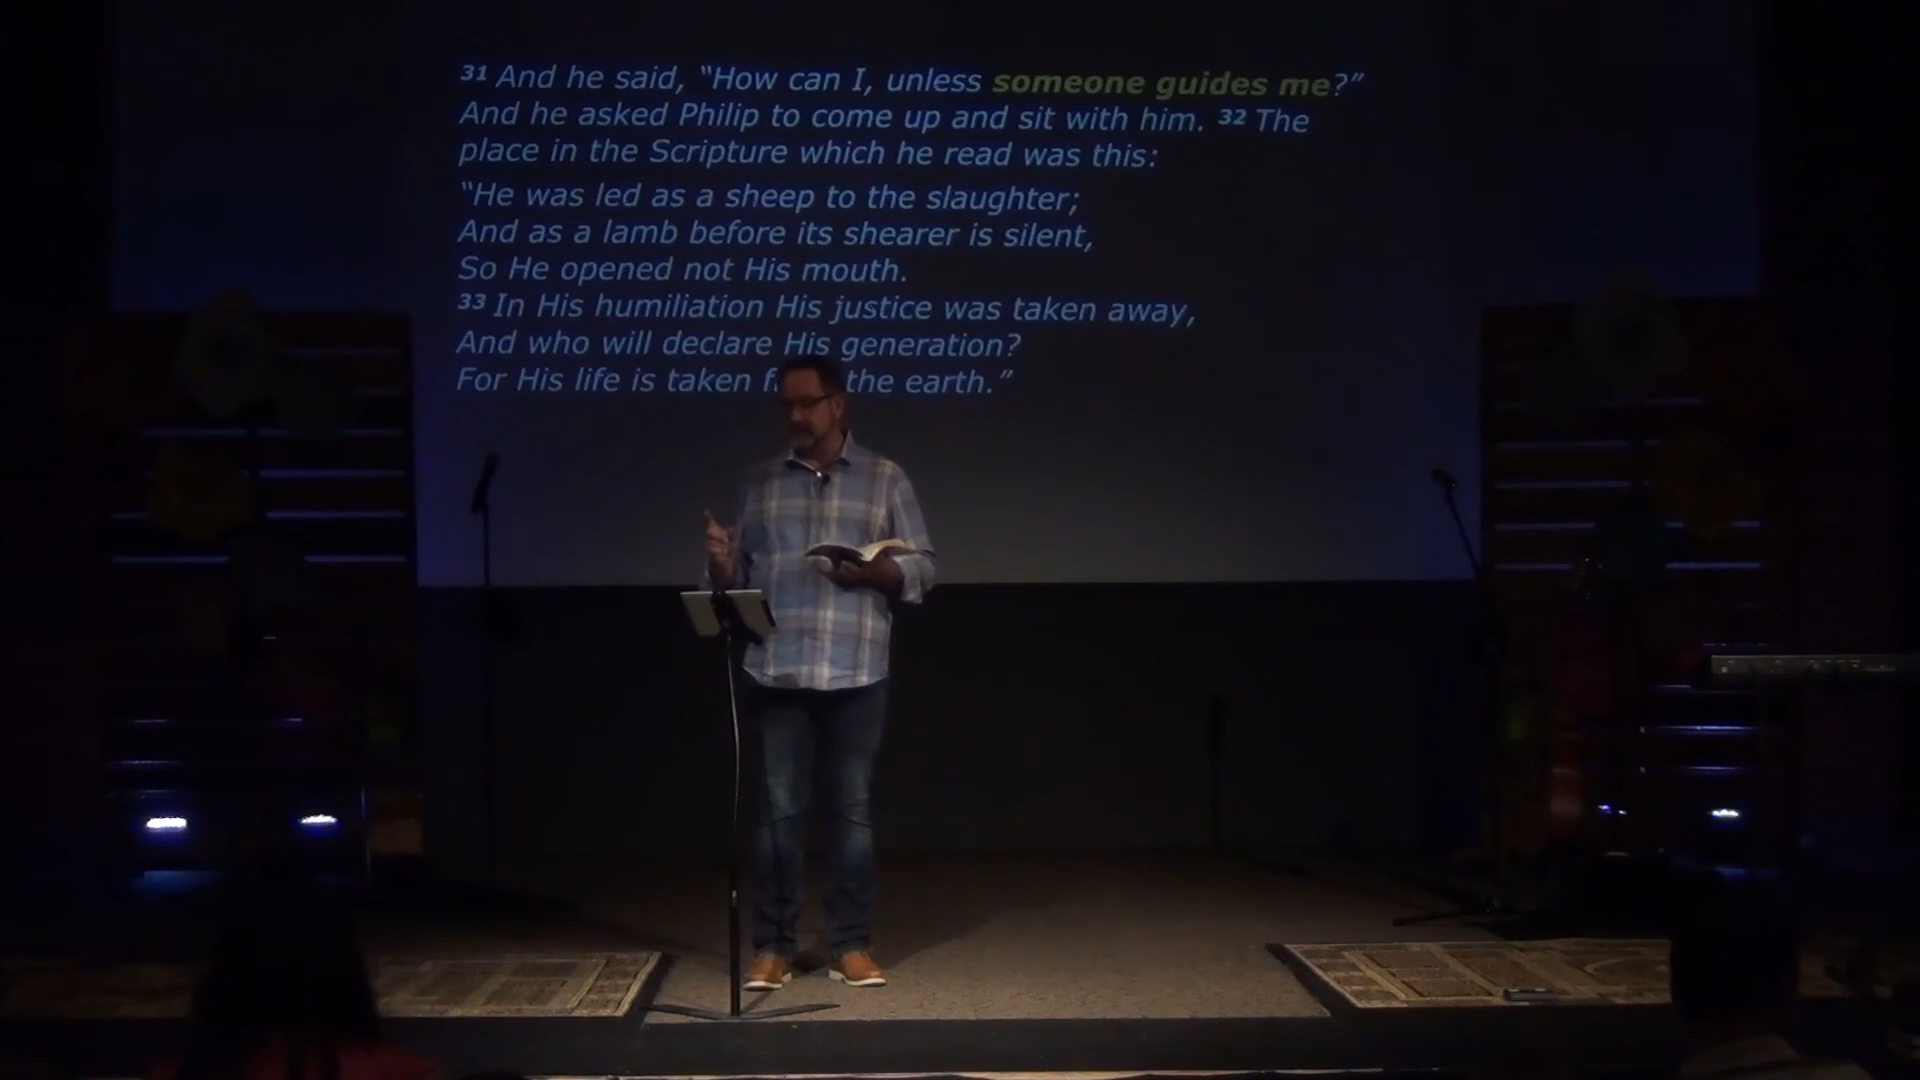 31 And he said, “How can I, unless someone guides me?”
And he asked Philip to come up and sit with him. 32 The
place in the Scripture which he read was this:
“He was led as a sheep to the slaughter;
And as a lamb before its shearer is silent,
So He opened not His mouth.
33 In His humiliation His justice was taken away,
And who will declare His generation?
For His life is taken the earth.”